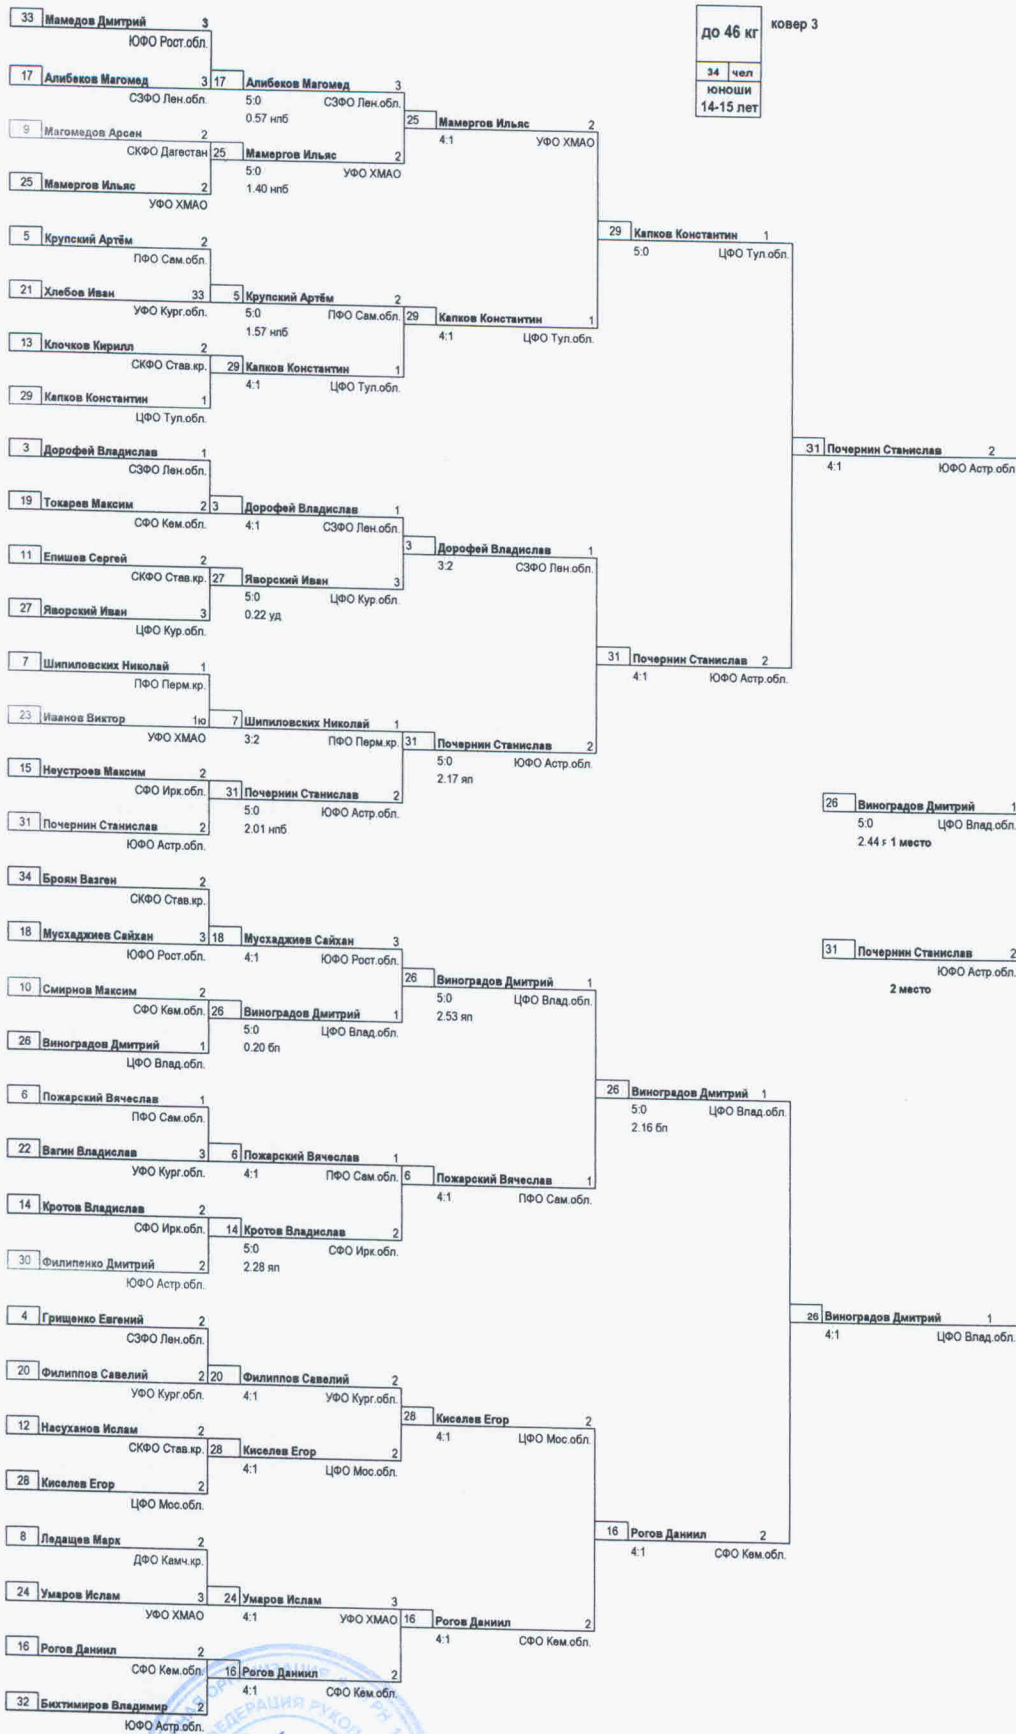 до 46 кг
ковер 3
34 чел
юноши
14-15 лет
33 Мамедов Дмитрий 3
ЮФО Рост.обл.
17 Алибеков Магомед 3
СЗФО Лен.обл.
9 Магомедов Арсен 2
СКФО Дагестан
25 Мамергов Ильяс 2
УФО ХМАО
5 Крупский Артём 2
ПФО Сам.обл.
21 Хлебов Иван 33
УФО Кург.обл.
13 Клочков Кирилл 2
СКФО Став.кр.
29 Капков Константин 1
ЦФО Тул.обл.
3 Дорофей Владислав 1
СЗФО Лен.обл.
19 Токарев Максим 2
СФО Кем.обл.
11 Епишев Сергей 2
СКФО Став.кр.
27 Яворский Иван 3
ЦФО Кур.обл.
7 Шипиловских Николай 1
ПФО Перм.кр.
23 Иванов Виктор 1ю
УФО ХМАО
15 Неустроев Максим 2
СФО Ирк.обл.
31 Почернин Станислав 2
ЮФО Астр.обл.
34 Броян Вазген 2
СКФО Став.кр.
18 Мусхаджиев Сайхан 3
ЮФО Рост.обл.
10 Смирнов Максим 2
СФО Кем.обл.
26 Виноградов Дмитрий 1
ЦФО Влад.обл.
6 Пожарский Вячеслав 1
ПФО Сам.обл.
22 Вагин Владислав 3
УФО Кург.обл.
14 Кротов Владислав 2
СФО Ирк.обл.
30 Филипенко Дмитрий 2
ЮФО Астр.обл.
4 Грищенко Евгений 2
СЗФО Лен.обл.
20 Филиппов Савелий 2
УФО Кург.обл.
12 Насуханов Ислам 2
СКФО Став.кр.
28 Киселев Егор 2
ЦФО Мос.обл.
8 Ледащев Марк 2
ДФО Камч.кр.
24 Умаров Ислам 3
УФО ХМАО
16 Рогов Даниил 2
СФО Кем.обл.
32 Бихтимиров Владимир 2
ЮФО Астр.обл.
17 Алибеков Магомед 3
5:0 СЗФО Лен.обл.
0.57 нпб
25 Мамергов Ильяс 2
5:0 УФО ХМАО
1.40 нпб
5 Крупский Артём 2
5:0 ПФО Сам.обл.
1.57 нпб
29 Капков Константин 1
4:1 ЦФО Тул.обл.
3 Дорофей Владислав 1
4:1 СЗФО Лен.обл.
27 Яворский Иван 3
5:0 ЦФО Кур.обл.
0.22 уд
7 Шипиловских Николай 1
3:2 ПФО Перм.кр.
31 Почернин Станислав 2
5:0 ЮФО Астр.обл.
2.01 нпб
18 Мусхаджиев Сайхан 3
4:1 ЮФО Рост.обл.
26 Виноградов Дмитрий 1
5:0 ЦФО Влад.обл.
0.20 бп
6 Пожарский Вячеслав 1
4:1 ПФО Сам.обл.
14 Кротов Владислав 2
5:0 СФО Ирк.обл.
2.28 яп
20 Филиппов Савелий 2
4:1 УФО Кург.обл.
28 Киселев Егор 2
4:1 ЦФО Мос.обл.
24 Умаров Ислам 3
4:1 УФО ХМАО
16 Рогов Даниил 2
4:1 СФО Кем.обл.
25 Мамергов Ильяс 2
4:1 УФО ХМАО
29 Капков Константин 1
4:1 ЦФО Тул.обл.
3 Дорофей Владислав 1
3:2 СЗФО Лен.обл.
31 Почернин Станислав 2
5:0 ЮФО Астр.обл.
2.17 яп
26 Виноградов Дмитрий 1
5:0 ЦФО Влад.обл.
2.53 яп
6 Пожарский Вячеслав 1
4:1 ПФО Сам.обл.
28 Киселев Егор 2
4:1 ЦФО Мос.обл.
16 Рогов Даниил 2
4:1 СФО Кем.обл.
29 Капков Константин 1
5:0 ЦФО Тул.обл.
31 Почернин Станислав 2
4:1 ЮФО Астр.обл.
26 Виноградов Дмитрий 1
5:0 ЦФО Влад.обл.
2.16 бп
16 Рогов Даниил 2
4:1 СФО Кем.обл.
31 Почернин Станислав 2
4:1 ЮФО Астр.обл
26 Виноградов Дмитрий 1
4:1 ЦФО Влад.обл.
26 Виноградов Дмитрий 1
5:0 ЦФО Влад.обл.
2.44 1 место
31 Почернин Станислав 2
ЮФО Астр.обл.
2 место